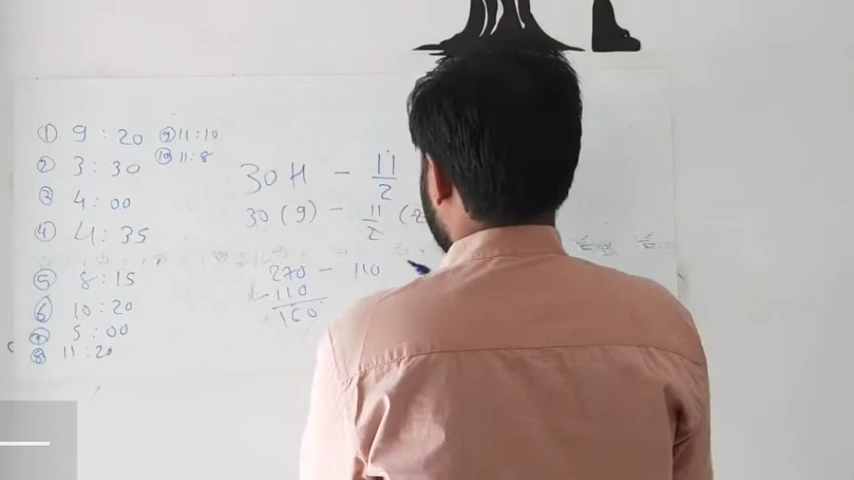 ① 9 : 20
② 3 : 30
③ 4 : 00
④ 4 : 35
⑤ 8 : 15
⑥ 10 : 20
⑦ 5 : 00
⑧ 11 : 20
⑨ 11 : 10
⑩ 11 : 8
30H - 11/2
30 (9) - 11/2 (2
270 - 110
- 110
160